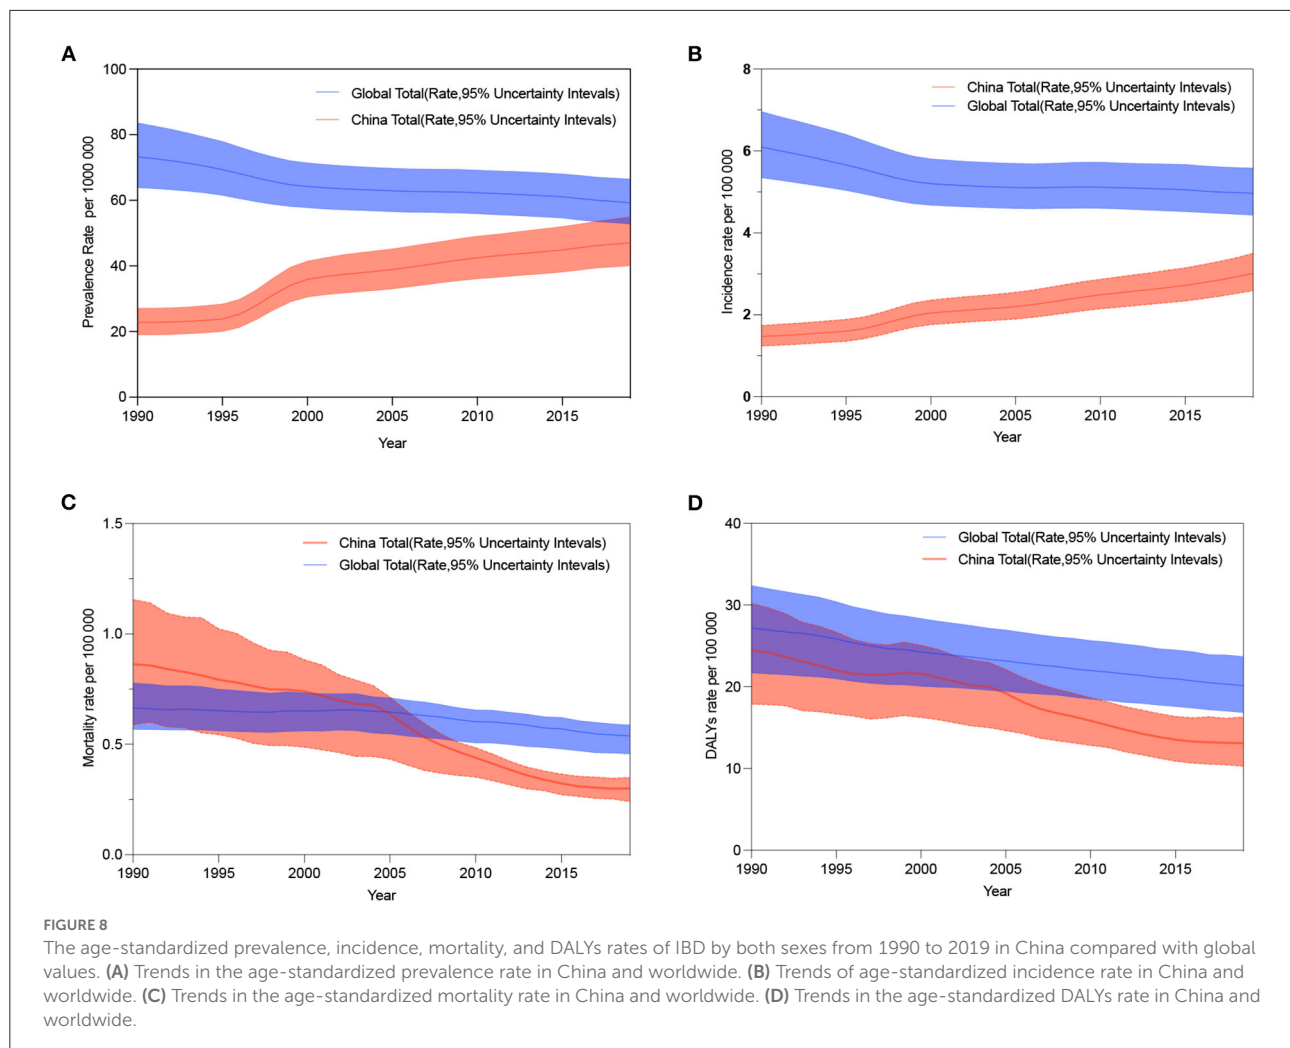 A
100
80
60
40
20
0
Prevalence Rate per 1000 000
Global Total(Rate,95% Uncertainty Intevals)
China Total(Rate,95% Uncertainty Intevals)
1990 1995 2000 2005 2010 2015
Year
B
8
6
4
2
0
Incidence rate per 100 000
China Total(Rate,95% Uncertainty Intevals)
Global Total(Rate,95% Uncertainty Intevals)
1990 1995 2000 2005 2010 2015
Year
C
1.5
1.0
0.5
0.0
Mortality rate per 100 000
China Total(Rate,95% Uncertainty Intevals)
Global Total(Rate,95% Uncertainty Intevals)
1990 1995 2000 2005 2010 2015
Year
D
40
30
20
10
0
DALYs rate per 100 000
Global Total(Rate,95% Uncertainty Intevals)
China Total(Rate,95% Uncertainty Intevals)
1990 1995 2000 2005 2010 2015
Year
FIGURE 8
The age-standardized prevalence, incidence, mortality, and DALYs rates of IBD by both sexes from 1990 to 2019 in China compared with global
values. (A) Trends in the age-standardized prevalence rate in China and worldwide. (B) Trends of age-standardized incidence rate in China and
worldwide. (C) Trends in the age-standardized mortality rate in China and worldwide. (D) Trends in the age-standardized DALYs rate in China and
worldwide.